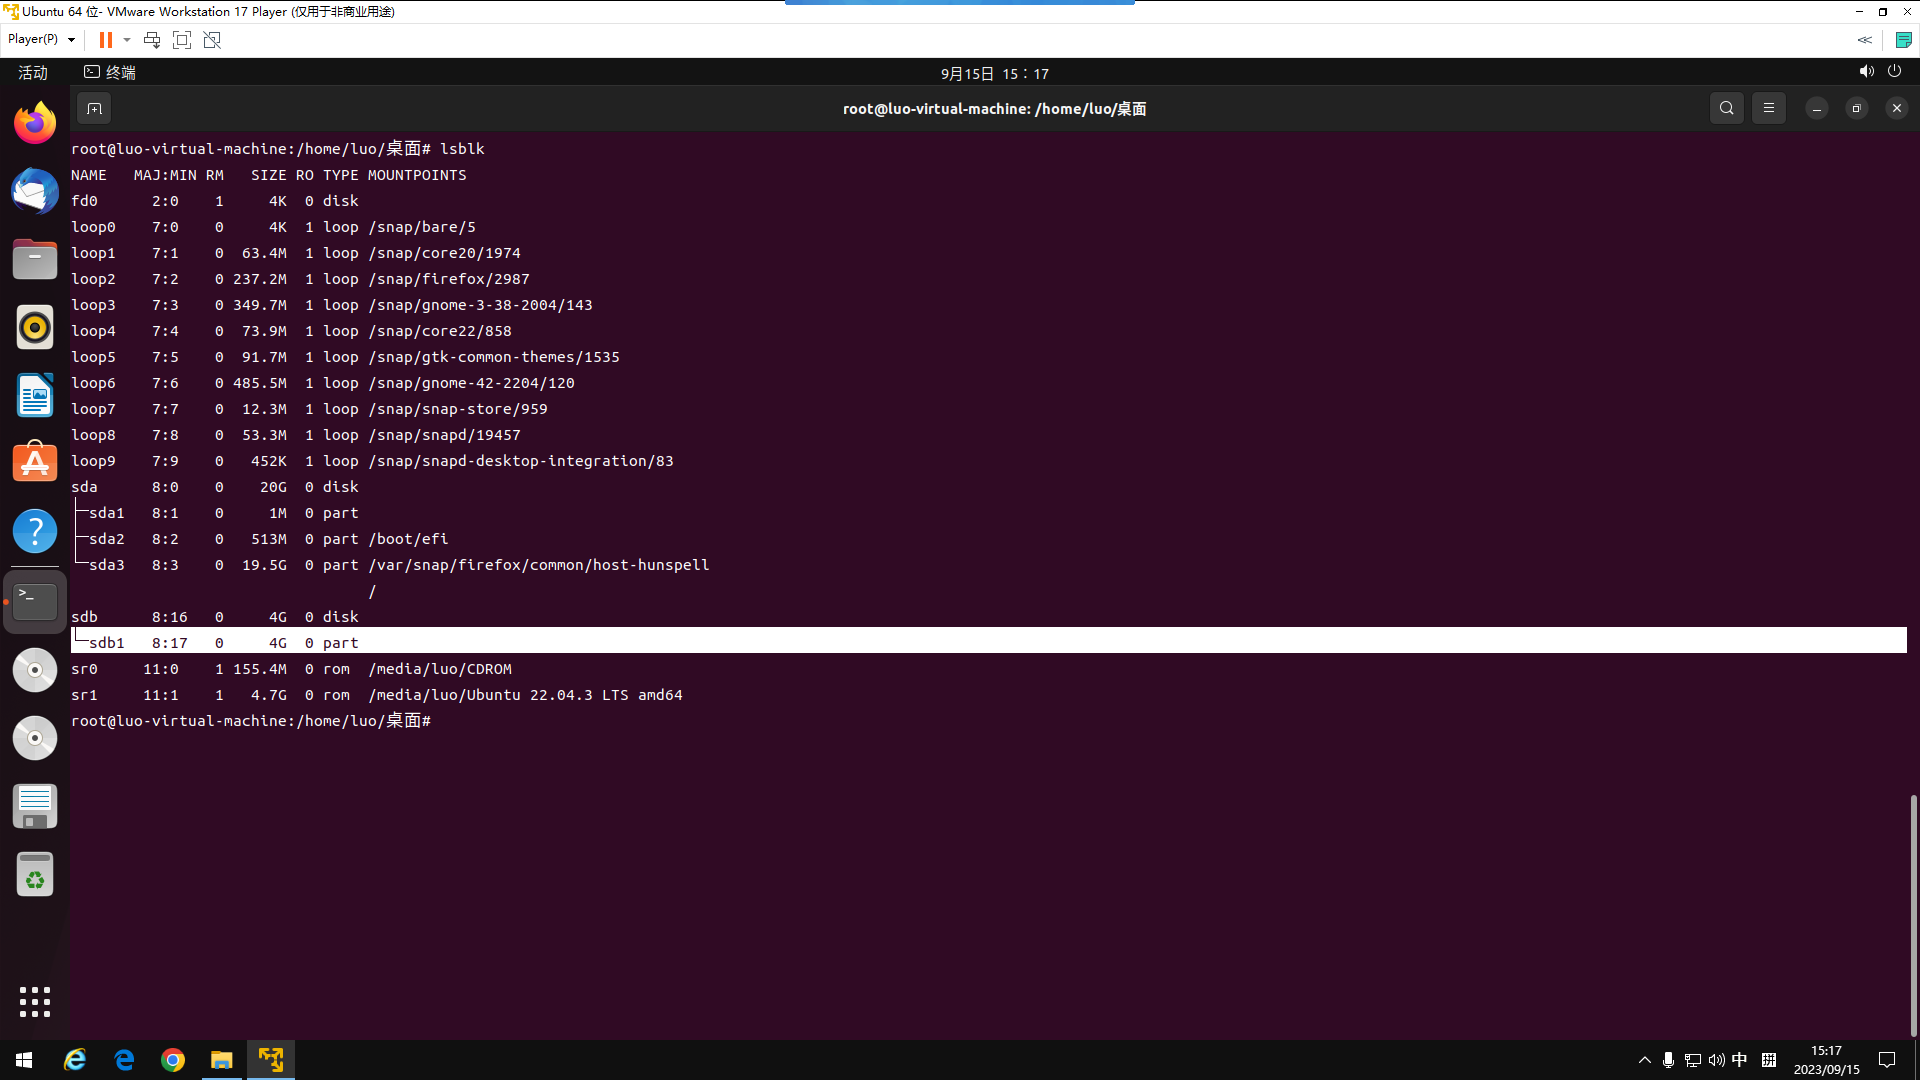 Ubuntu 64 位- VMware Workstation 17 Player (仅用于非商业用途)
Player(P)
活动 终端 9月15日 15：17
root@luo-virtual-machine: /home/luo/桌面
root@luo-virtual-machine:/home/luo/桌面# lsblk
NAME   MAJ:MIN RM   SIZE RO TYPE MOUNTPOINTS
fd0      2:0    1     4K  0 disk
loop0    7:0    0     4K  1 loop /snap/bare/5
loop1    7:1    0  63.4M  1 loop /snap/core20/1974
loop2    7:2    0 237.2M  1 loop /snap/firefox/2987
loop3    7:3    0 349.7M  1 loop /snap/gnome-3-38-2004/143
loop4    7:4    0  73.9M  1 loop /snap/core22/858
loop5    7:5    0  91.7M  1 loop /snap/gtk-common-themes/1535
loop6    7:6    0 485.5M  1 loop /snap/gnome-42-2204/120
loop7    7:7    0  12.3M  1 loop /snap/snap-store/959
loop8    7:8    0  53.3M  1 loop /snap/snapd/19457
loop9    7:9    0   452K  1 loop /snap/snapd-desktop-integration/83
sda      8:0    0    20G  0 disk
├─sda1   8:1    0     1M  0 part
├─sda2   8:2    0   513M  0 part /boot/efi
└─sda3   8:3    0  19.5G  0 part /var/snap/firefox/common/host-hunspell
                                 /
sdb      8:16   0     4G  0 disk
└─sdb1   8:17   0     4G  0 part
sr0     11:0    1 155.4M  0 rom  /media/luo/CDROM
sr1     11:1    1   4.7G  0 rom  /media/luo/Ubuntu 22.04.3 LTS amd64
root@luo-virtual-machine:/home/luo/桌面#
中
15:17
2023/09/15